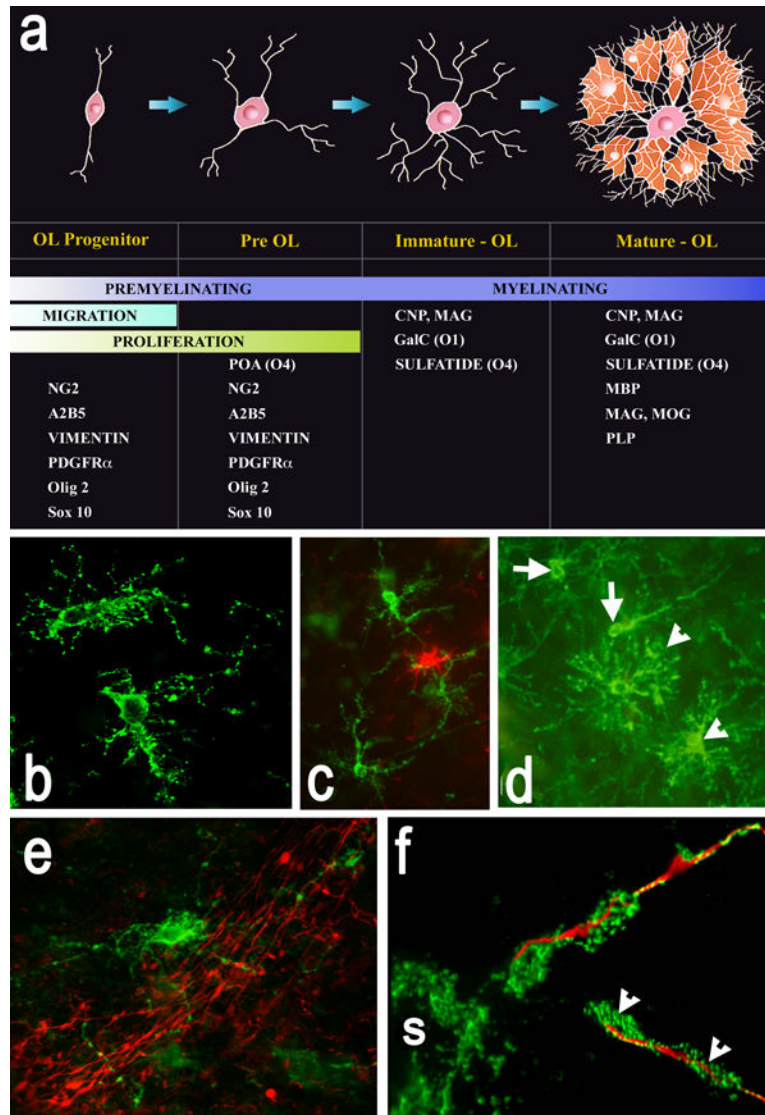 a
OL Progenitor Pre OL Immature - OL Mature - OL
PREMYELINATING MYELINATING
MIGRATION CNP, MAG CNP, MAG
PROLIFERATION GalC (O1) GalC (O1)
POA (O4) SULFATIDE (O4) SULFATIDE (O4)
NG2 NG2 MBP
A2B5 A2B5 MAG, MOG
VIMENTIN VIMENTIN PLP
PDGFRα PDGFRα
Olig 2 Olig 2
Sox 10 Sox 10
b c d
e f
s